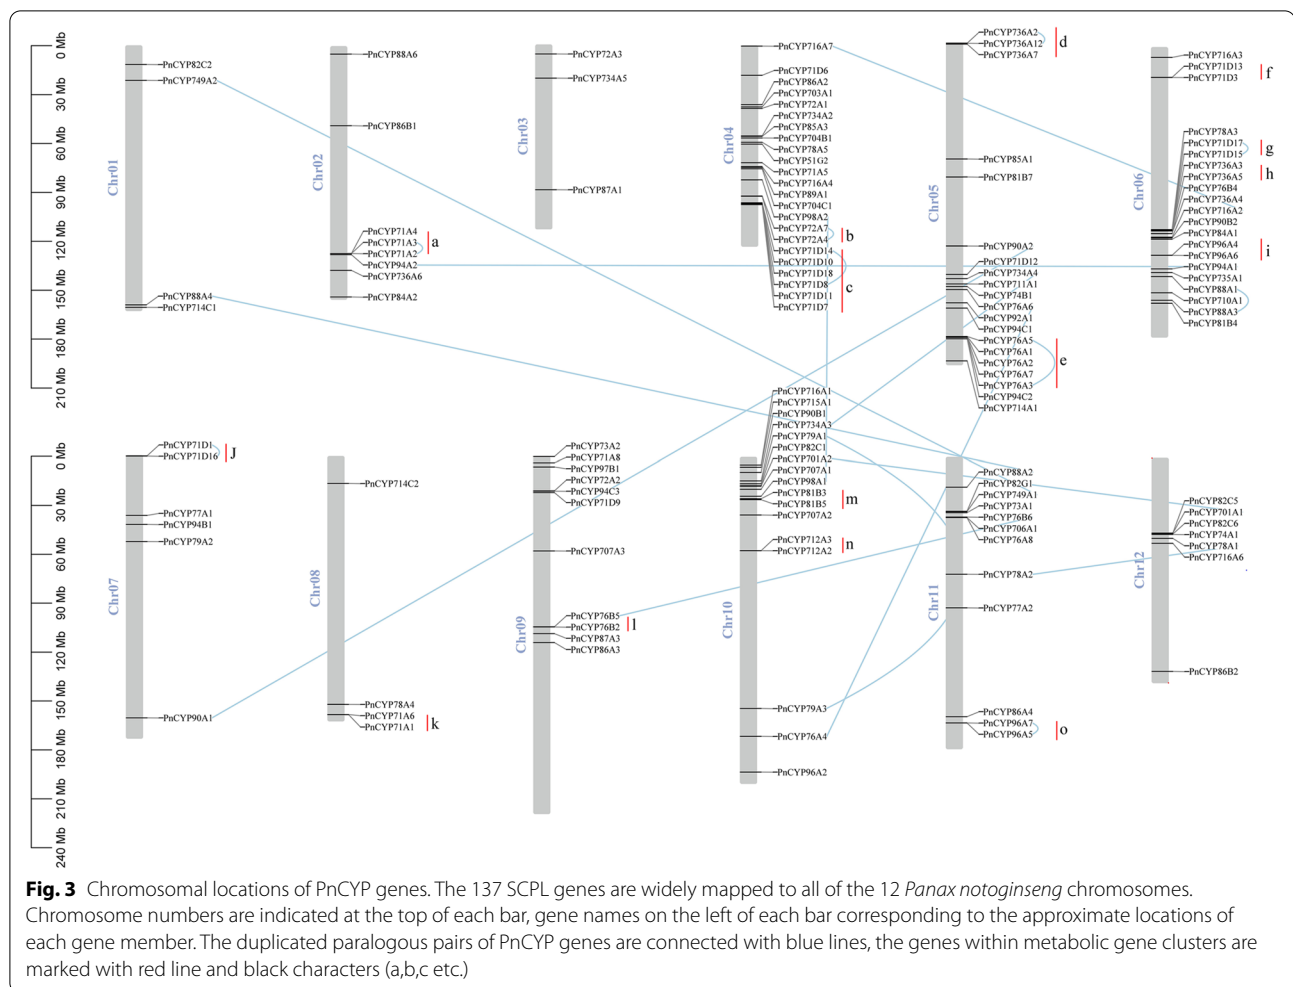 0 Mb
30 Mb
60 Mb
90 Mb
120 Mb
150 Mb
180 Mb
210 Mb
Chr01
PnCYP82C2
PnCYP749A2
PnCYP88A4
PnCYP714C1
Chr02
PnCYP88A6
PnCYP86B1
PnCYP71A4
PnCYP71A3
PnCYP71A2
PnCYP94A2
PnCYP736A6
PnCYP84A2
a
Chr03
PnCYP72A3
PnCYP734A5
PnCYP87A1
Chr04
PnCYP716A7
PnCYP71D6
PnCYP86A2
PnCYP703A1
PnCYP72A1
PnCYP734A2
PnCYP85A3
PnCYP704B1
PnCYP78A5
PnCYP51G2
PnCYP71A5
PnCYP716A4
PnCYP89A1
PnCYP704C1
PnCYP98A2
PnCYP72A7
PnCYP72A4
PnCYP71D14
PnCYP71D10
PnCYP71D18
PnCYP71D8
PnCYP71D11
PnCYP71D7
b
c
Chr05
PnCYP736A2
PnCYP736A12
PnCYP736A7
PnCYP85A1
PnCYP81B7
PnCYP90A2
PnCYP71D12
PnCYP734A4
PnCYP711A1
PnCYP74B1
PnCYP76A6
PnCYP92A1
PnCYP94C1
PnCYP76A5
PnCYP76A1
PnCYP76A2
PnCYP76A7
PnCYP76A3
PnCYP94C2
PnCYP714A1
d
e
Chr06
PnCYP716A3
PnCYP71D13
PnCYP71D3
PnCYP78A3
PnCYP71D17
PnCYP71D15
PnCYP736A3
PnCYP736A5
PnCYP76B4
PnCYP736A4
PnCYP716A2
PnCYP90B2
PnCYP84A1
PnCYP96A4
PnCYP96A6
PnCYP94A1
PnCYP735A1
PnCYP88A1
PnCYP710A1
PnCYP88A3
PnCYP81B4
f
g
h
i
0 Mb
30 Mb
60 Mb
90 Mb
120 Mb
150 Mb
180 Mb
210 Mb
240 Mb
Chr07
PnCYP71D1
PnCYP71D16
PnCYP77A1
PnCYP94B1
PnCYP79A2
PnCYP90A1
J
Chr08
PnCYP714C2
PnCYP78A4
PnCYP71A6
PnCYP71A1
k
Chr09
PnCYP73A2
PnCYP71A8
PnCYP97B1
PnCYP72A2
PnCYP94C3
PnCYP71D9
PnCYP707A3
PnCYP76B5
PnCYP76B2
PnCYP87A3
PnCYP86A3
l
Chr10
PnCYP716A1
PnCYP715A1
PnCYP90B1
PnCYP734A3
PnCYP79A1
PnCYP82C1
PnCYP701A2
PnCYP707A1
PnCYP98A1
PnCYP81B3
PnCYP81B5
PnCYP707A2
PnCYP712A3
PnCYP712A2
PnCYP79A3
PnCYP76A4
PnCYP96A2
m
n
Chr11
PnCYP88A2
PnCYP82G1
PnCYP749A1
PnCYP73A1
PnCYP76B6
PnCYP706A1
PnCYP76A8
PnCYP78A2
PnCYP77A2
PnCYP86A4
PnCYP96A7
PnCYP96A5
o
Chr12
PnCYP82C5
PnCYP701A1
PnCYP82C6
PnCYP74A1
PnCYP78A1
PnCYP716A6
PnCYP86B2
Fig. 3 Chromosomal locations of PnCYP genes. The 137 SCPL genes are widely mapped to all of the 12 Panax notoginseng chromosomes.
Chromosome numbers are indicated at the top of each bar, gene names on the left of each bar corresponding to the approximate locations of
each gene member. The duplicated paralogous pairs of PnCYP genes are connected with blue lines, the genes within metabolic gene clusters are
marked with red line and black characters (a,b,c etc.)